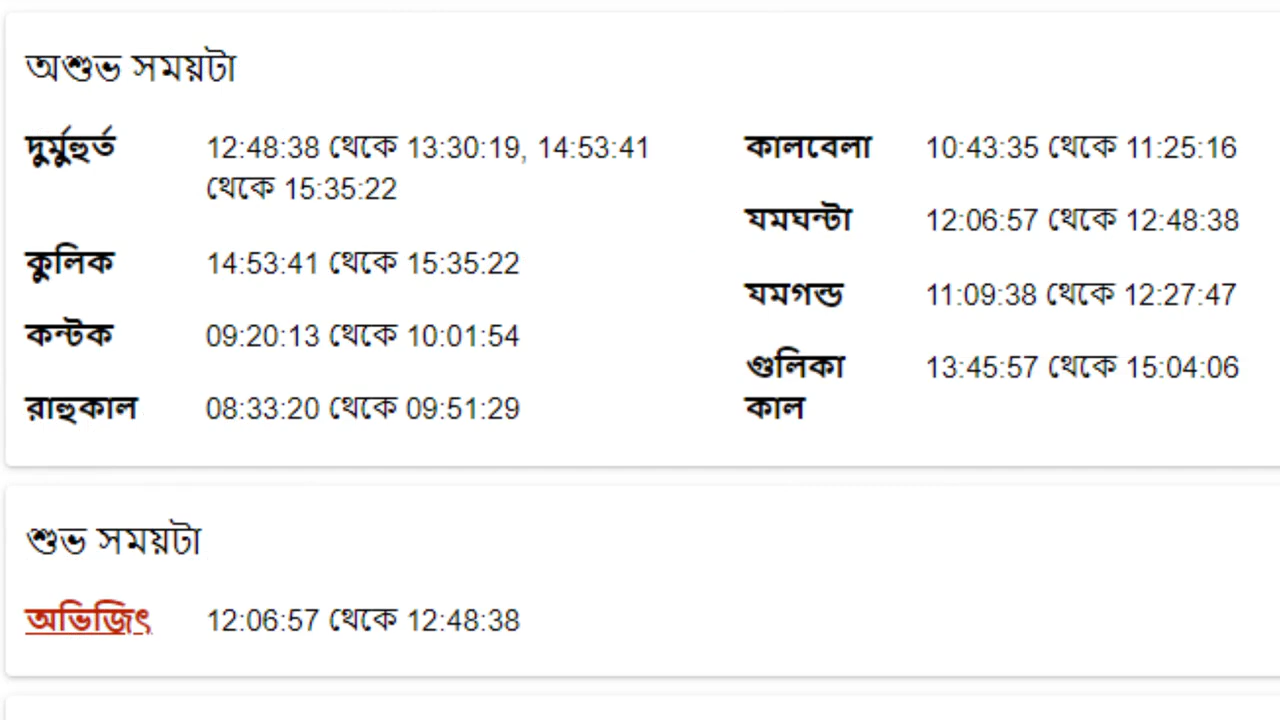 অশুভ সময়টা
দুর্মুহুর্ত 12:48:38 থেকে 13:30:19, 14:53:41
থেকে 15:35:22
কুলিক 14:53:41 থেকে 15:35:22
কন্টক 09:20:13 থেকে 10:01:54
রাহুকাল 08:33:20 থেকে 09:51:29
কালবেলা 10:43:35 থেকে 11:25:16
যমঘন্টা 12:06:57 থেকে 12:48:38
যমগন্ড 11:09:38 থেকে 12:27:47
গুলিকা 13:45:57 থেকে 15:04:06
কাল
শুভ সময়টা
অভিজিৎ 12:06:57 থেকে 12:48:38